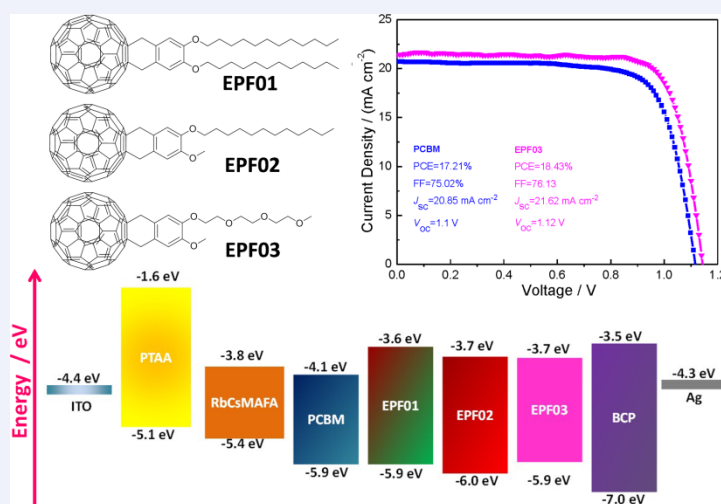 O
O
EPF01
O
O
EPF02
O
O
O
O
O
EPF03
Current Density / (mA cm⁻²)
25
20
15
10
5
0
PCBM EPF03
PCE=17.21% PCE=18.43%
FF=75.02% FF=76.13
JSC=20.85 mA cm⁻² JSC=21.62 mA cm⁻²
VOC=1.1 V VOC=1.12 V
0.0 0.2 0.4 0.6 0.8 1.0 1.2
Voltage / V
Energy / eV
-4.4 eV
ITO
-1.6 eV
PTAA
-5.1 eV
-3.8 eV
RbCsMAFA
-5.4 eV
-4.1 eV
PCBM
-5.9 eV
-3.6 eV
EPF01
-5.9 eV
-3.7 eV
EPF02
-6.0 eV
-3.7 eV
EPF03
-5.9 eV
-3.5 eV
BCP
-7.0 eV
-4.3 eV
Ag